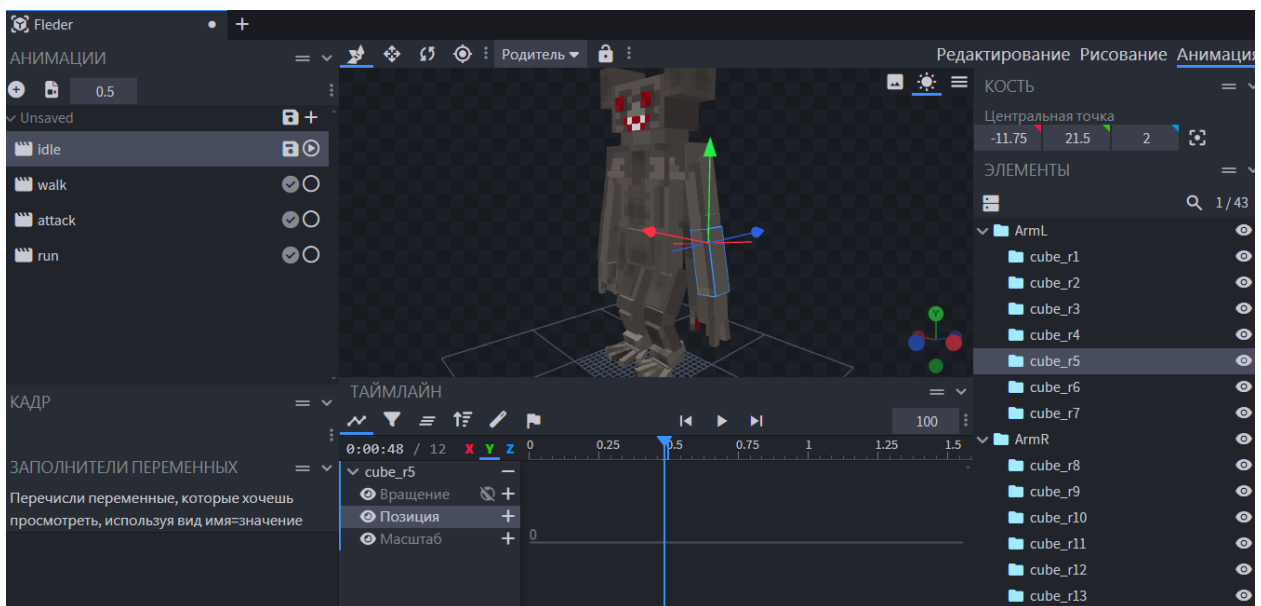 Fleder
АНИМАЦИИ
0.5
Unsaved
idle
walk
attack
run
КАДР
ЗАПОЛНИТЕЛИ ПЕРЕМЕННЫХ
Перечисли переменные, которые хочешь
просмотреть, используя вид имя=значение
Родитель
Редактирование Рисование Анимация
Y
ТАЙМЛАЙН
100
0:00:48 / 12 X Y Z 0 0.25 0.5 0.75 1 1.25 1.5
cube_r5
Вращение
Позиция
0
Масштаб
КОСТЬ
Центральная точка
-11.75 21.5 2
ЭЛЕМЕНТЫ
1/43
ArmL
cube_r1
cube_r2
cube_r3
cube_r4
cube_r5
cube_r6
cube_r7
ArmR
cube_r8
cube_r9
cube_r10
cube_r11
cube_r12
cube_r13